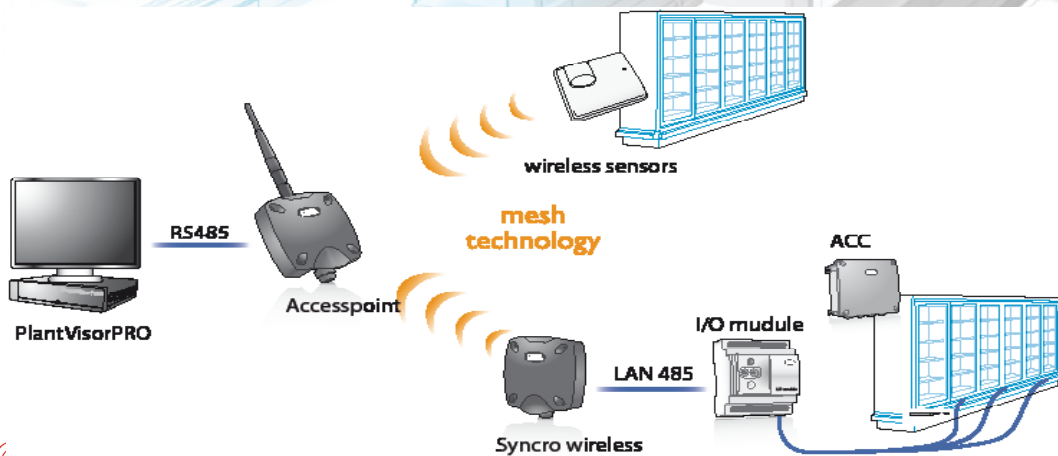 wireless sensors
mesh
technology
RS485
ACC
Accesspoint
PlantVisorPRO
I/O mudule
LAN 485
Syncro wireless